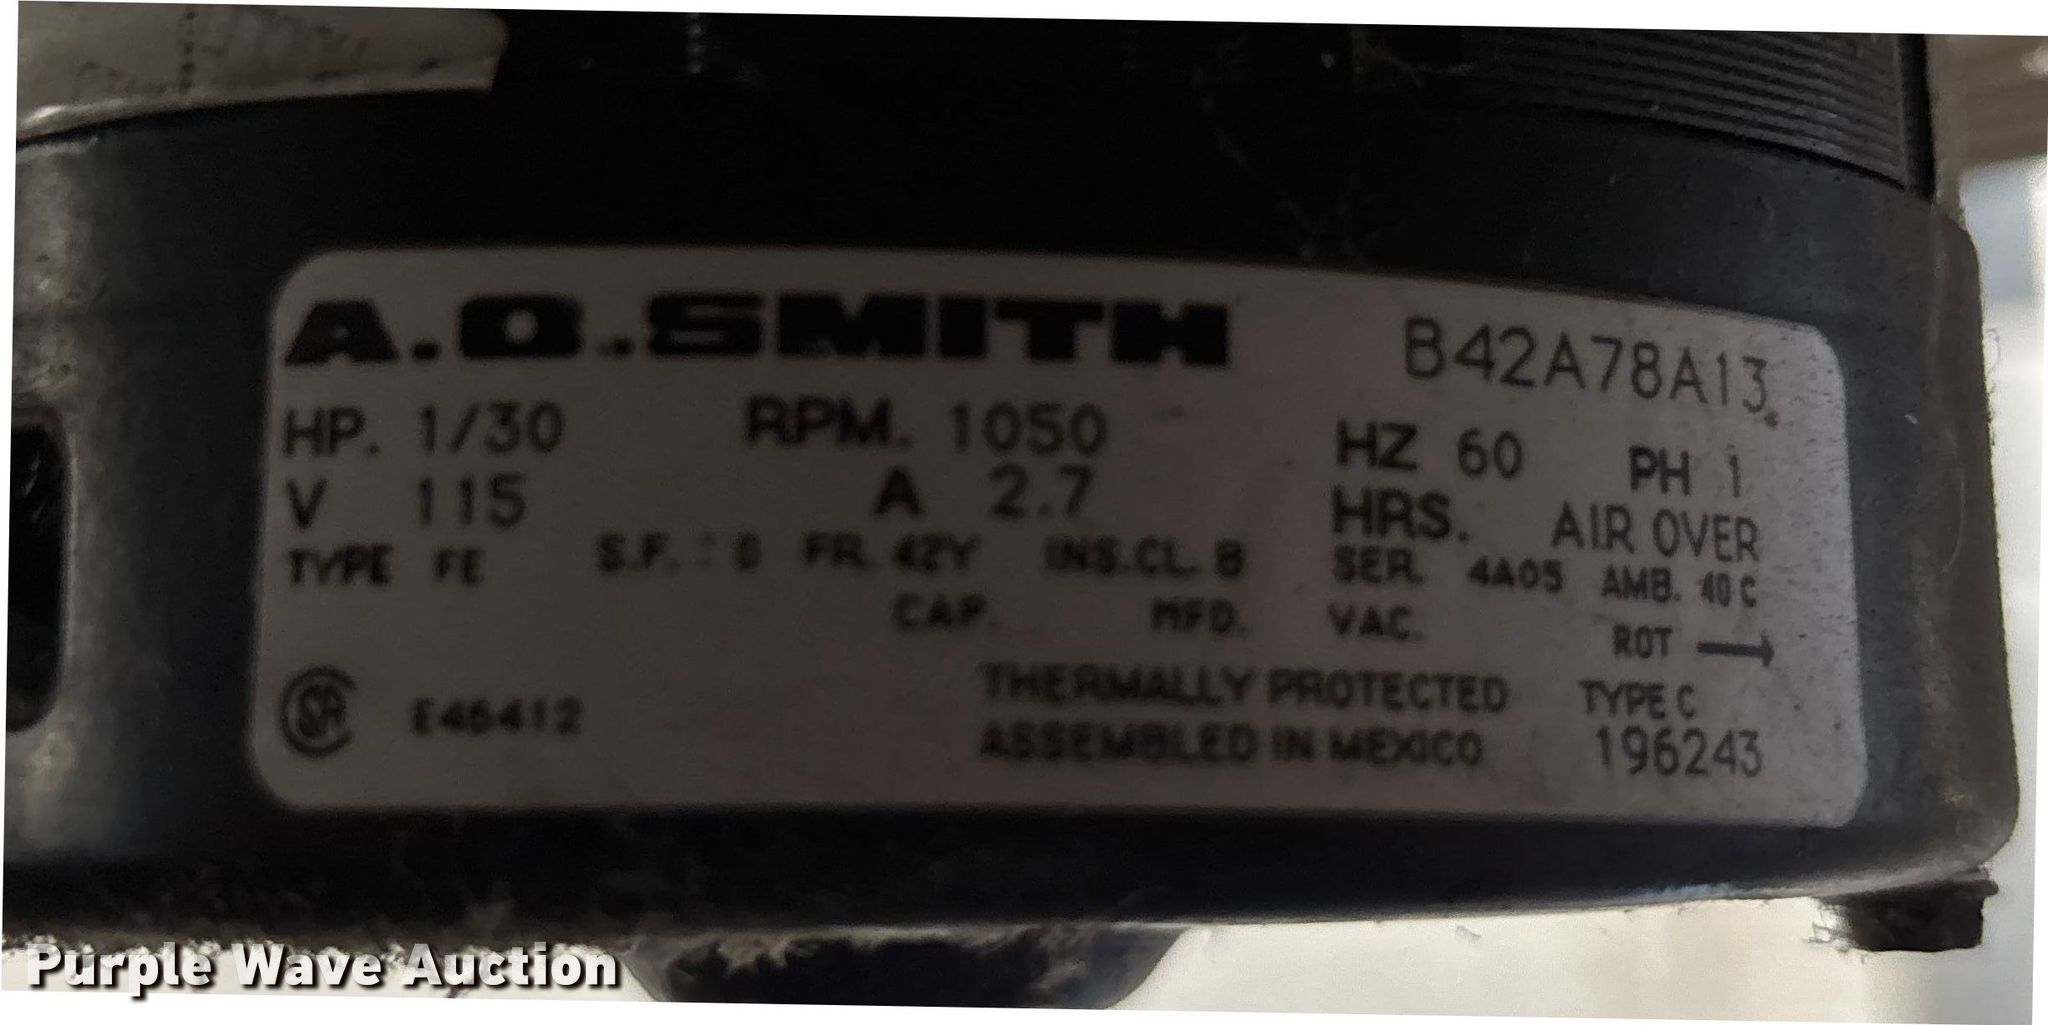 A.O.SMITH B42A78A13
HP. 1/30 RPM. 1050 HZ 60 PH 1
V 115 A 2.7 HRS. AIR OVER
TYPE FE S.F. FR. 42Y INS.CL. B SER. 4A05 AMB. 40 C
CAP. MFD. VAC. ROT →
THERMALLY PROTECTED TYPE C
E46412 ASSEMBLED IN MEXICO 196243
Purple Wave Auction